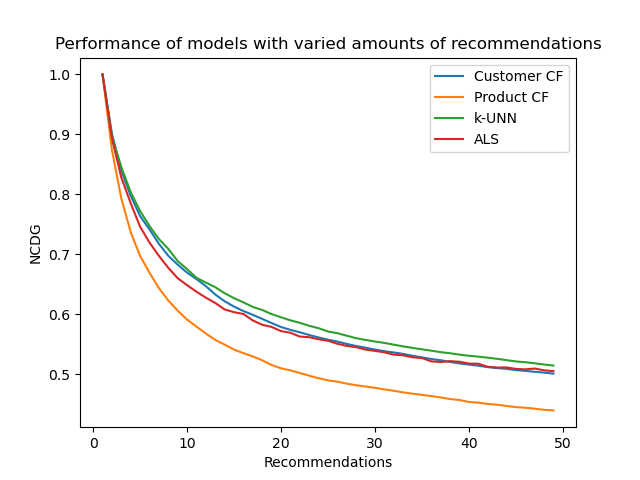 Performance of models with varied amounts of recommendations
1.0
0.9
0.8
0.7
0.6
0.5
NCDG
Customer CF
Product CF
k-UNN
ALS
0 10 20 30 40 50
Recommendations